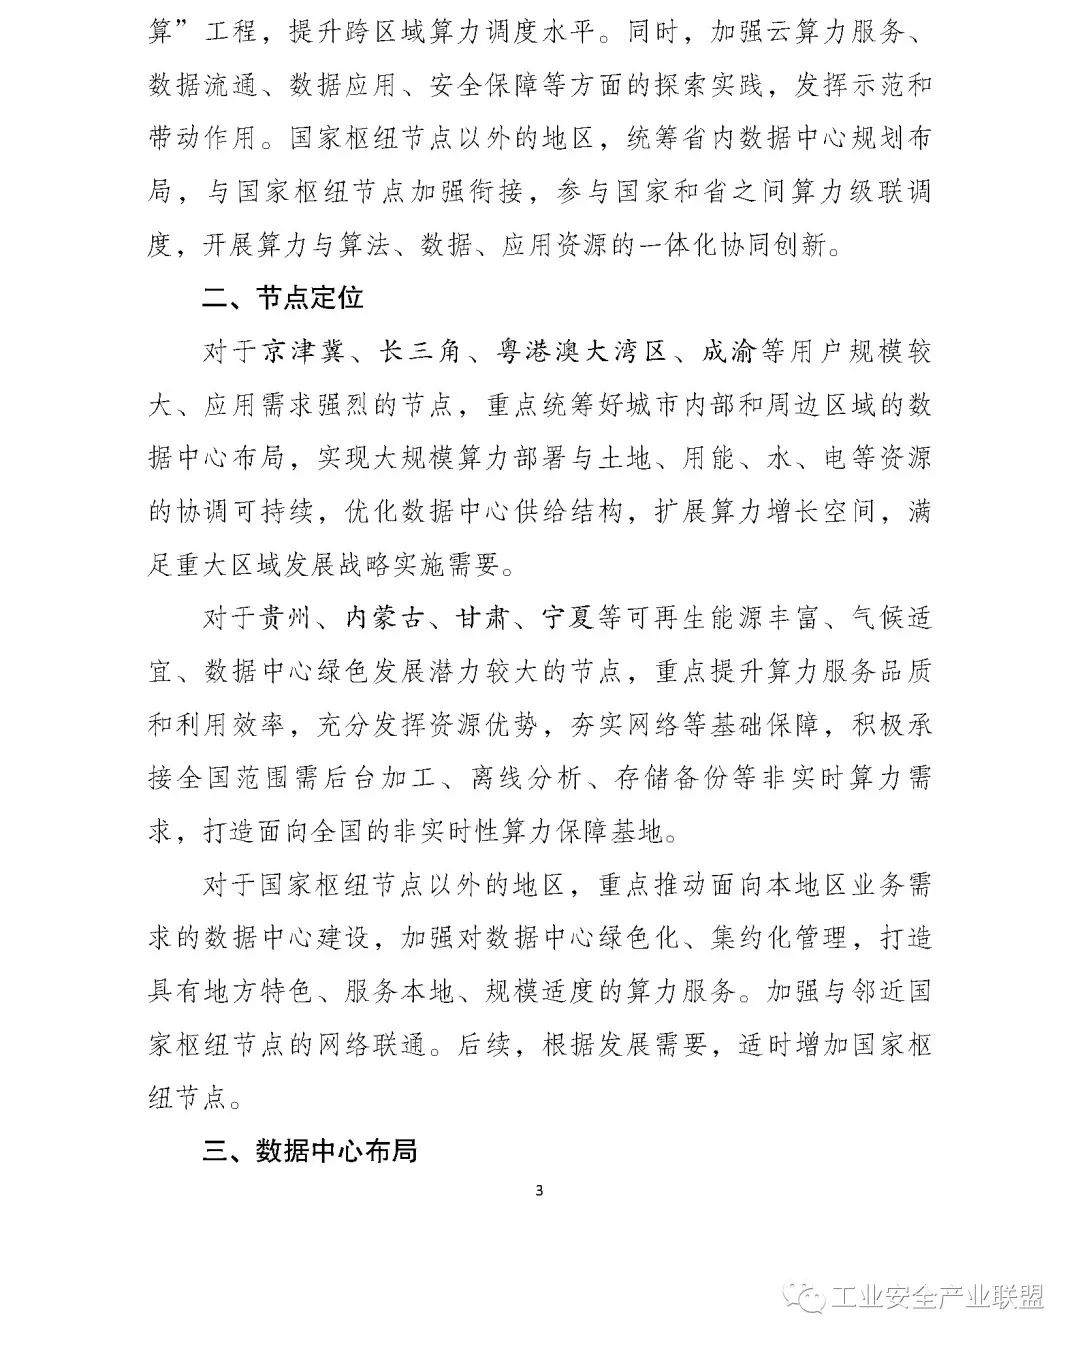 算”工程，提升跨区域算力调度水平。同时，加强云算力服务、
数据流通、数据应用、安全保障等方面的探索实践，发挥示范和
带动作用。国家枢纽节点以外的地区，统筹省内数据中心规划布
局，与国家枢纽节点加强衔接，参与国家和省之间算力级联调
度，开展算力与算法、数据、应用资源的一体化协同创新。
二、节点定位
对于京津冀、长三角、粤港澳大湾区、成渝等用户规模较
大、应用需求强烈的节点，重点统筹好城市内部和周边区域的数
据中心布局，实现大规模算力部署与土地、用能、水、电等资源
的协调可持续，优化数据中心供给结构，扩展算力增长空间，满
足重大区域发展战略实施需要。
对于贵州、内蒙古、甘肃、宁夏等可再生能源丰富、气候适
宜、数据中心绿色发展潜力较大的节点，重点提升算力服务品质
和利用效率，充分发挥资源优势，夯实网络等基础保障，积极承
接全国范围需后台加工、离线分析、存储备份等非实时算力需
求，打造面向全国的非实时性算力保障基地。
对于国家枢纽节点以外的地区，重点推动面向本地区业务需
求的数据中心建设，加强对数据中心绿色化、集约化管理，打造
具有地方特色、服务本地、规模适度的算力服务。加强与邻近国
家枢纽节点的网络联通。后续，根据发展需要，适时增加国家枢
纽节点。
三、数据中心布局
3
工业安全产业联盟